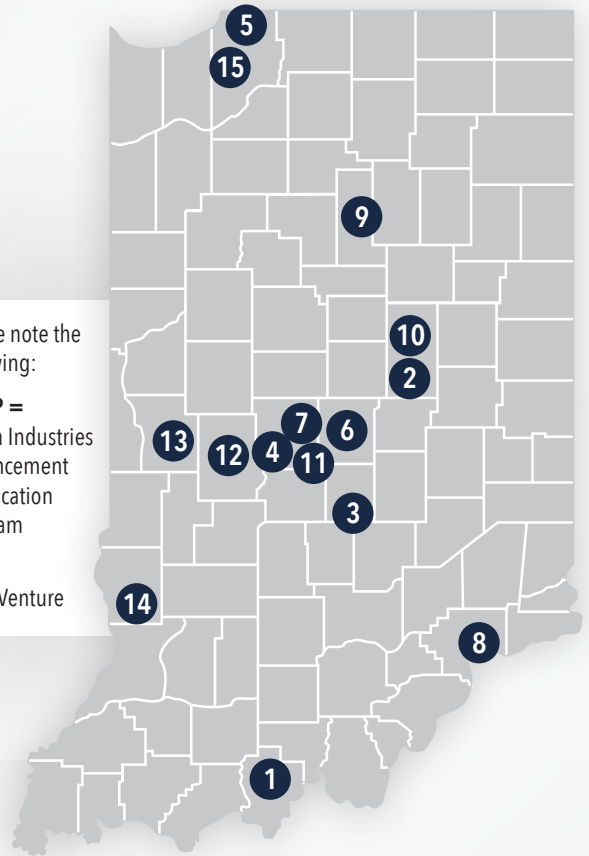 5
15
9
e note the
ving:
10
P =
2
n Industries
7
6
13
4
ncement
12
11
cation
am
3
Venture
14
8
1